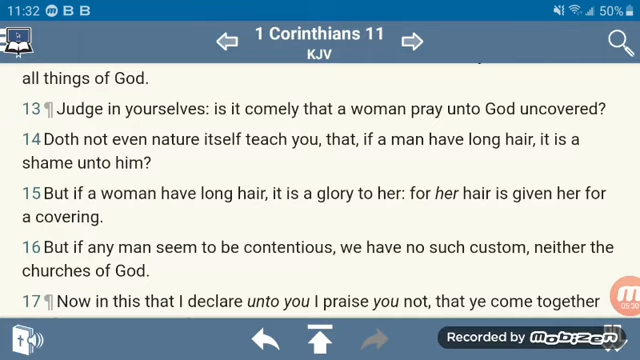 11:32 m B B 50%
1 Corinthians 11
KJV
all things of God.
13 ¶ Judge in yourselves: is it comely that a woman pray unto God uncovered?
14 Doth not even nature itself teach you, that, if a man have long hair, it is a
shame unto him?
15 But if a woman have long hair, it is a glory to her: for her hair is given her for
a covering.
16 But if any man seem to be contentious, we have no such custom, neither the
churches of God.
17 ¶ Now in this that I declare unto you I praise you not, that ye come together
Recorded by mobizen